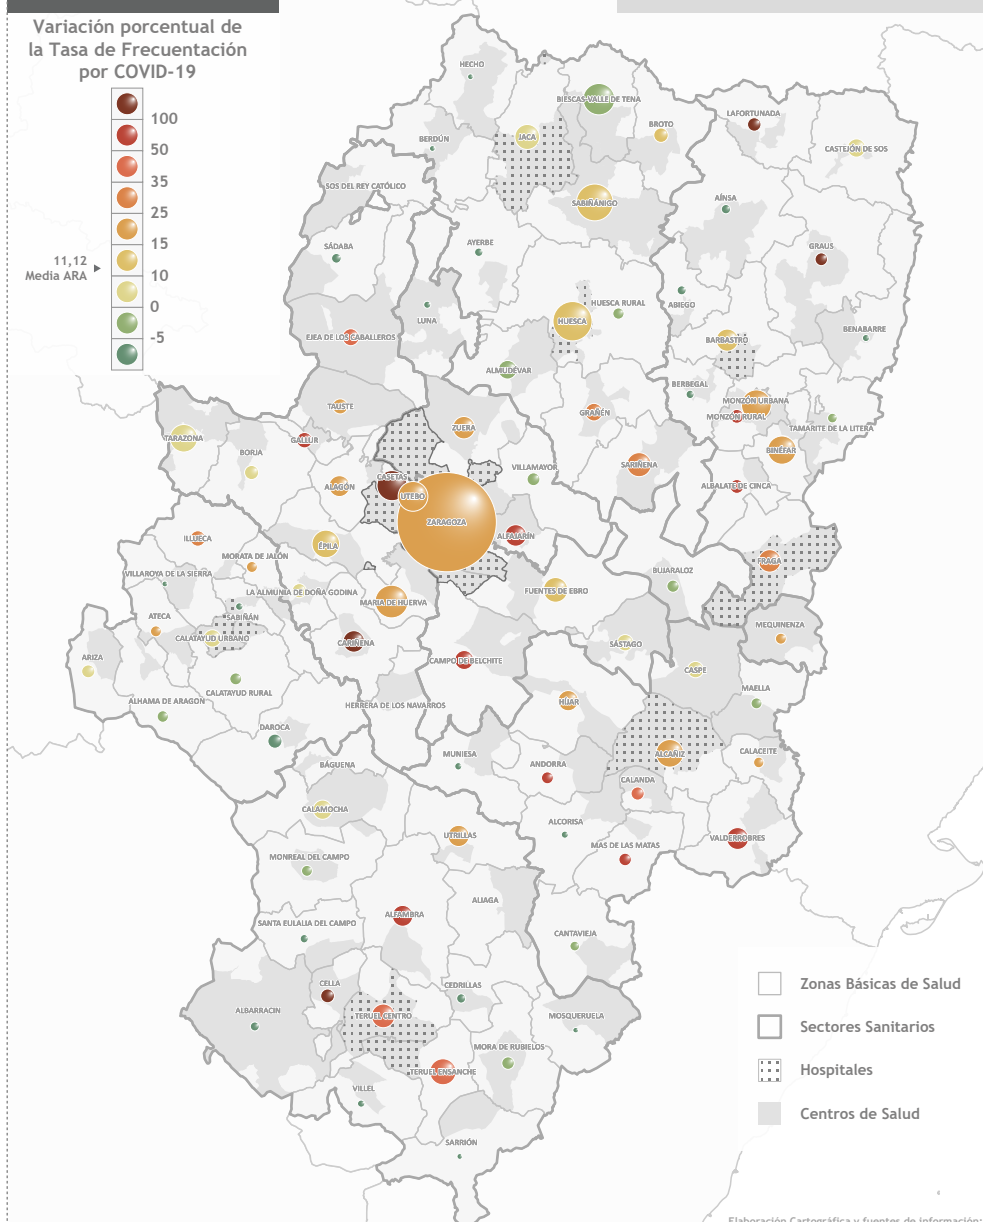 Variación porcentual de
la Tasa de Frecuentación
por COVID-19
100
50
35
25
15
11,12
Media ARA
10
0
-5
HECHO
BIESCAS-VALLE DE TENA
LAFORTUNADA
BROTO
JACA
BERDÚN
CASTEJÓN DE SOS
SOS DEL REY CATÓLICO
SABIÑÁNIGO
AÍNSA
SÁDABA
AYERBE
GRAUS
ABIEGO
HUESCA RURAL
LUNA
HUESCA
BENABARRE
EJEA DE LOS CABALLEROS
BARBASTRO
ALMUDÉVAR
BERBEGAL
MONZÓN URBANA
TAUSTE
GRAÑÉN
MONZÓN RURAL
ZUERA
TAMARITE DE LA LITERA
TARAZONA
GALLUR
BORJA
BINÉFAR
SARIÑENA
VILLAMAYOR
CASETAS
ALAGÓN
ALBALATE DE CINCA
UTEBO
ZARAGOZA
ALFAJARÍN
ILLUECA
ÉPILA
MORATA DE JALÓN
FRAGA
VILLAROYA DE LA SIERRA
BUJARALOZ
LA ALMUNIA DE DOÑA GODINA
FUENTES DE EBRO
MARIA DE HUERVA
SABIÑÁN
ATECA
MEQUINENZA
CALATAYUD URBANO
CARIÑENA
SÁSTAGO
ARIZA
CAMPO DE BELCHITE
CASPE
MAELLA
CALATAYUD RURAL
ALHAMA DE ARAGON
HERRERA DE LOS NAVARROS
HÍJAR
DAROCA
MUNIESA
ALCAÑIZ
CALACEITE
BÁGUENA
ANDORRA
CALANDA
CALAMOCHA
ALCORISA
UTRILLAS
VALDERROBRES
MAS DE LAS MATAS
MONREAL DEL CAMPO
ALIAGA
ALFAMBRA
SANTA EULALIA DEL CAMPO
CANTAVIEJA
CELLA
CEDRILLAS
ALBARRACIN
TERUEL CENTRO
MOSQUERUELA
MORA DE RUBIELOS
TERUEL ENSANCHE
VILLEL
SARRIÓN
Zonas Básicas de Salud
Sectores Sanitarios
Hospitales
Centros de Salud
Elaboración Cartográfica y fuentes de información: